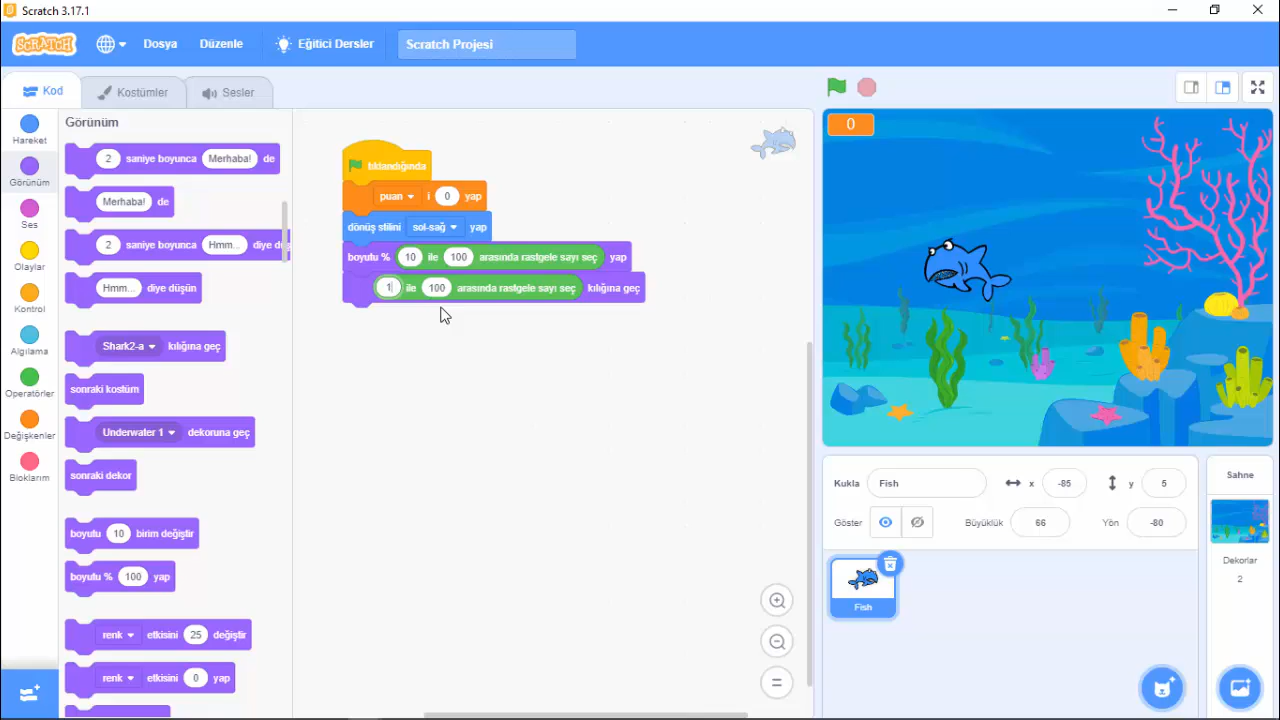 Scratch 3.17.1
SCRATCH
Dosya
Düzenle
Eğitici Dersler
Scratch Projesi
Kod
Kostümler
Sesler
Hareket
Görünüm
Ses
Olaylar
Kontrol
Algılama
Operatörler
Değişkenler
Bloklarım
Görünüm
2 saniye boyunca Merhaba! de
Merhaba! de
2 saniye boyunca Hmm... diye dü
Hmm... diye düşün
Shark2-a kılığına geç
sonraki kostüm
Underwater 1 dekoruna geç
sonraki dekor
boyutu 10 birim değiştir
boyutu % 100 yap
renk etkisini 25 değiştir
renk etkisini 0 yap
tıklandığında
puan i 0 yap
dönüş stilini sol-sağ yap
boyutu % 10 ile 100 arasında rastgele sayı seç yap
1 ile 100 arasında rastgele sayı seç kılığına geç
0
Kukla Fish x -85 y 5
Göster Büyüklük 66 Yön -80
Fish
Sahne
Dekorlar
2